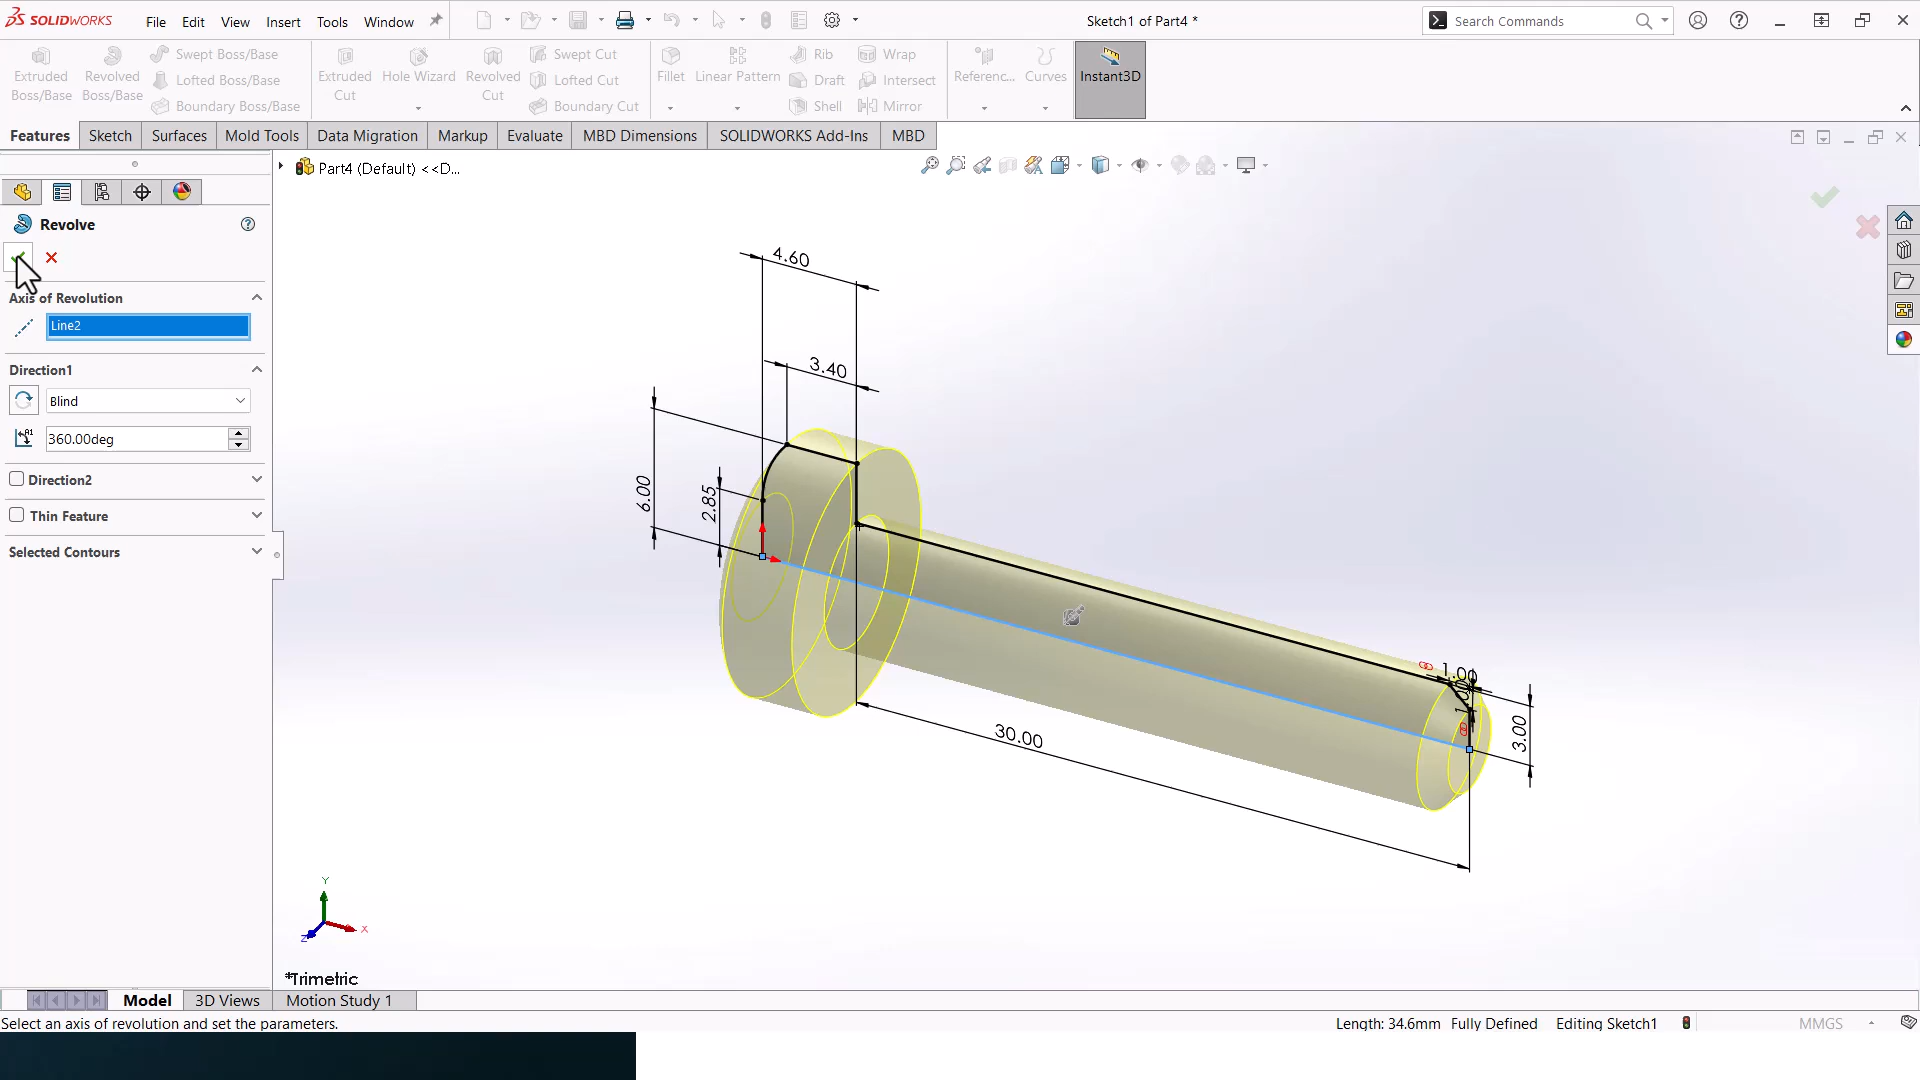 SOLIDWORKS File Edit View Insert Tools Window Sketch1 of Part4 * Search Commands
Extruded Boss/Base Revolved Boss/Base Swept Boss/Base Lofted Boss/Base Boundary Boss/Base Extruded Cut Hole Wizard Revolved Cut Swept Cut Lofted Cut Boundary Cut Fillet Linear Pattern Rib Draft Shell Wrap Intersect Mirror Referenc... Curves Instant3D
Features Sketch Surfaces Mold Tools Data Migration Markup Evaluate MBD Dimensions SOLIDWORKS Add-Ins MBD
Part4 (Default) <<D...
Revolve
Axis of Revolution
Line2
Direction1
Blind
360.00deg
Direction2
Thin Feature
Selected Contours
4.60
3.40
6.00
2.85
1.00
1.00
3.00
30.00
Y
X
Z
*Trimetric
Model 3D Views Motion Study 1
Select an axis of revolution and set the parameters. Length: 34.6mm Fully Defined Editing Sketch1 MMGS